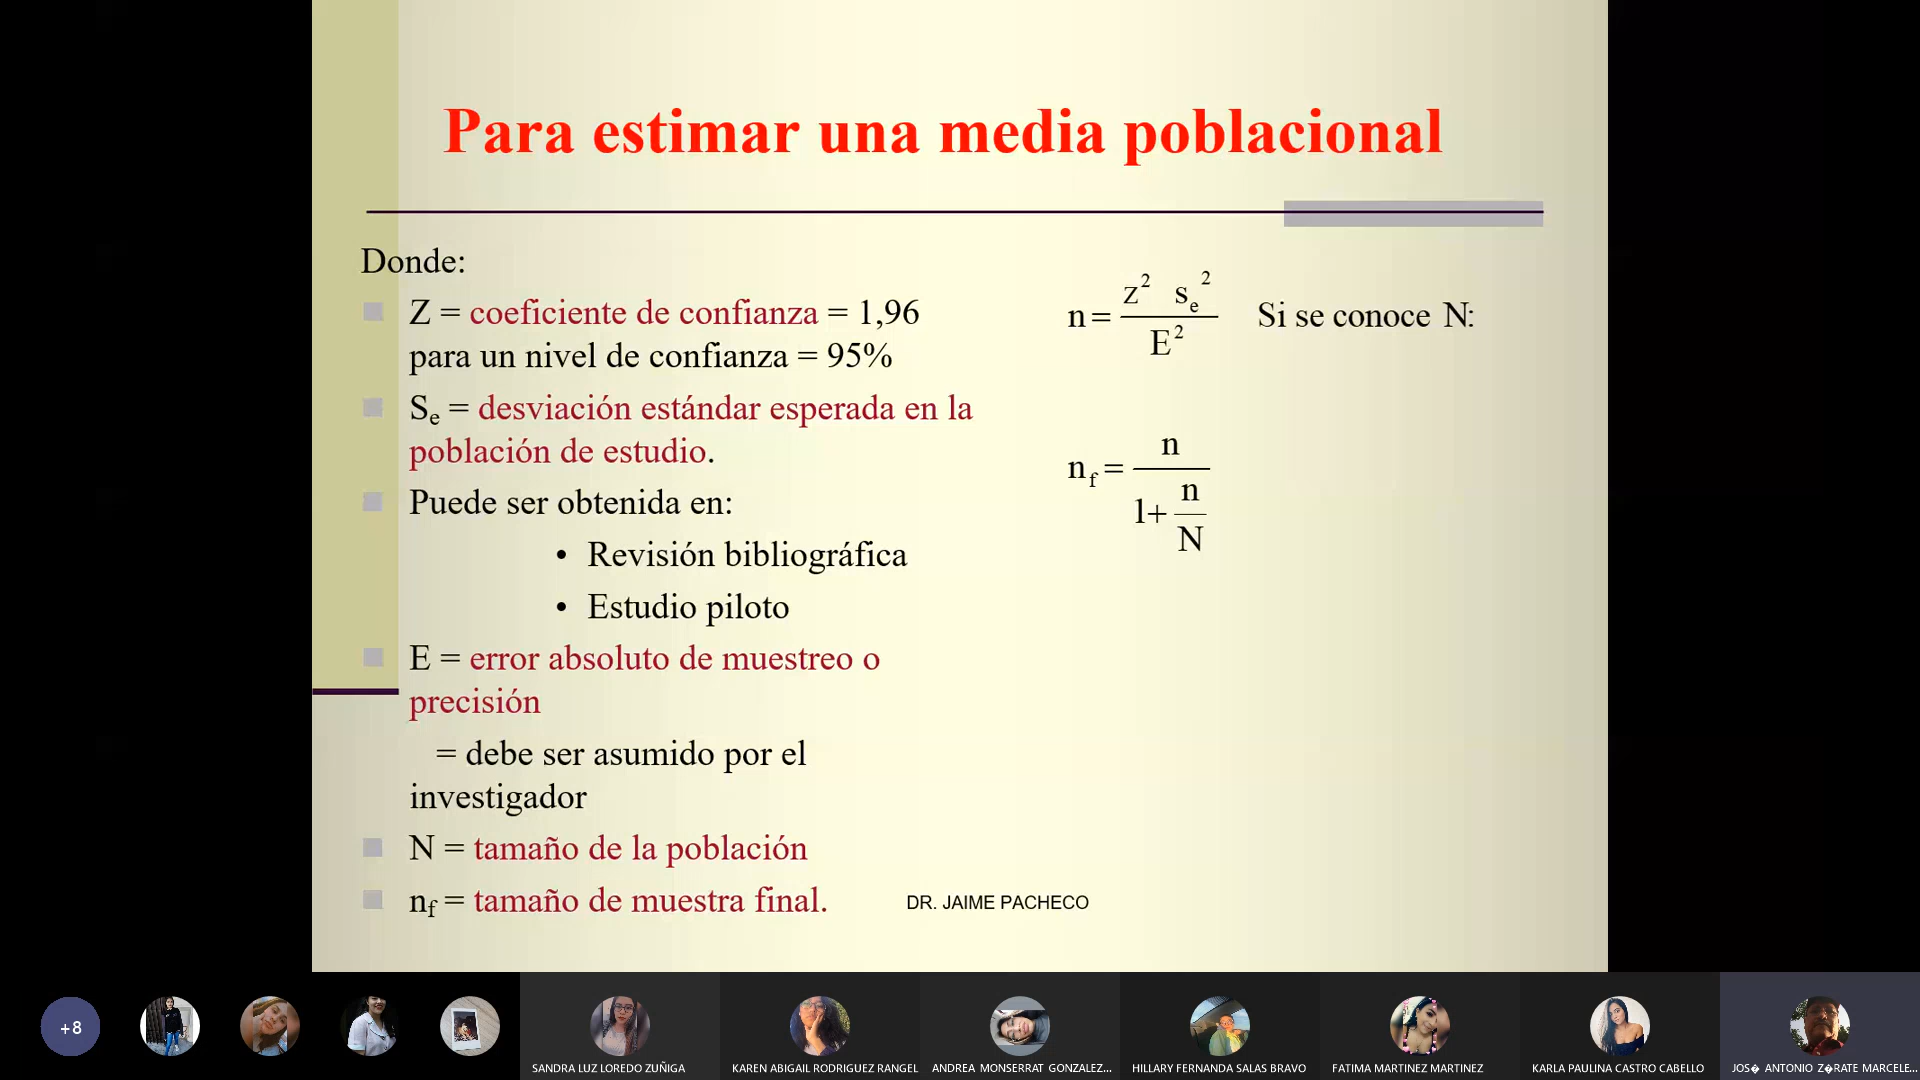 Para estimar una media poblacional
Donde:
Z = coeficiente de confianza = 1,96
para un nivel de confianza = 95%
Se = desviación estándar esperada en la
población de estudio.
Puede ser obtenida en:
• Revisión bibliográfica
• Estudio piloto
E = error absoluto de muestreo o
precisión
= debe ser asumido por el
investigador
N = tamaño de la población
nf = tamaño de muestra final.
n = z² se² / E² Si se conoce N:
nf = n / 1+ n / N
DR. JAIME PACHECO
+8
SANDRA LUZ LOREDO ZUÑIGA
KAREN ABIGAIL RODRIGUEZ RANGEL
ANDREA MONSERRAT GONZALEZ...
HILLARY FERNANDA SALAS BRAVO
FATIMA MARTINEZ MARTINEZ
KARLA PAULINA CASTRO CABELLO
JOS� ANTONIO Z�RATE MARCELE...